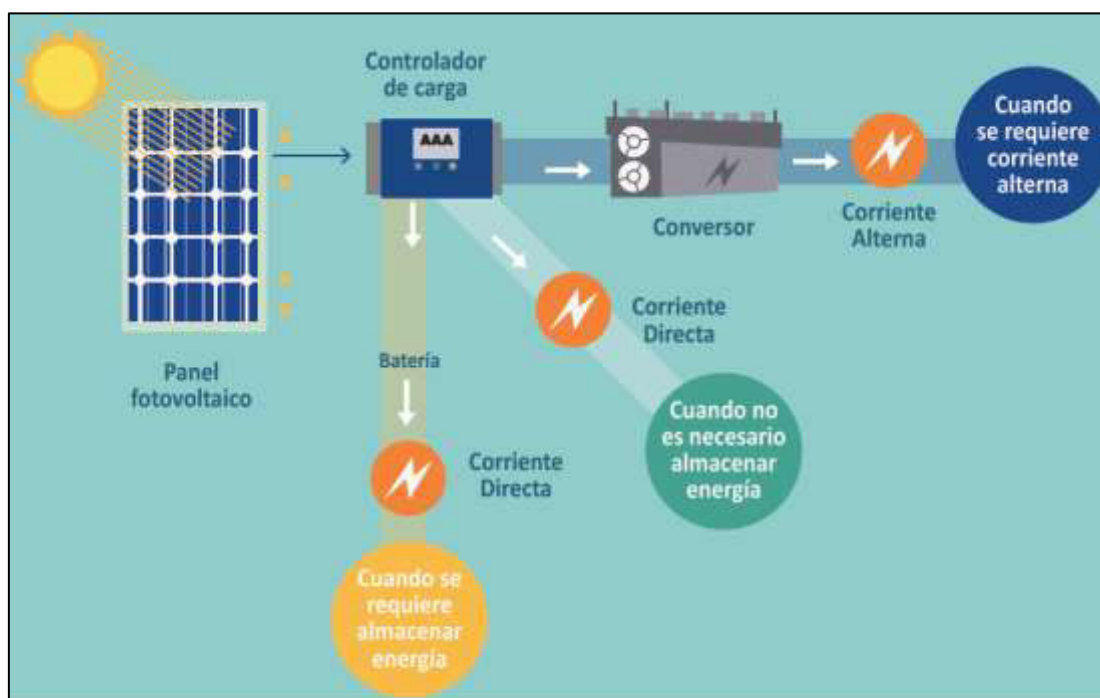 Controlador
de carga
AAA
Cuando
se requiere
corriente
alterna
Conversor
Corriente
Alterna
Corriente
Directa
Panel
fotovoltaico
Batería
Cuando no
es necesario
almacenar
energía
Corriente
Directa
Cuando se
requiere
almacenar
energía